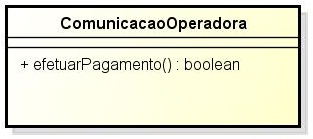 ComunicacaoOperadora
+ efetuarPagamento() : boolean